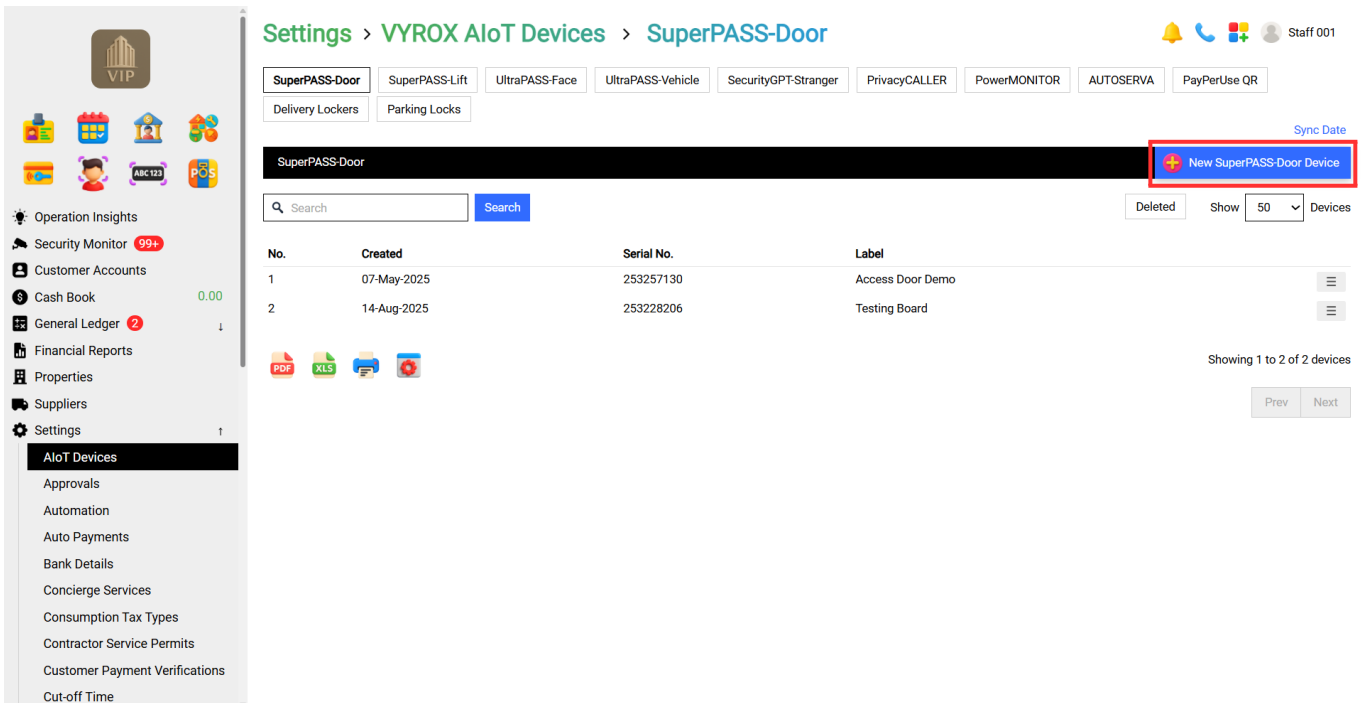 VIP
ABC 123
POS
Operation Insights
Security Monitor 99+
Customer Accounts
Cash Book 0.00
General Ledger 2 ↓
Financial Reports
Properties
Suppliers
Settings ↑
AIoT Devices
Approvals
Automation
Auto Payments
Bank Details
Concierge Services
Consumption Tax Types
Contractor Service Permits
Customer Payment Verifications
Cut-off Time
Settings › VYROX AIoT Devices › SuperPASS-Door
Staff 001
SuperPASS-Door SuperPASS-Lift UltraPASS-Face UltraPASS-Vehicle SecurityGPT-Stranger PrivacyCALLER PowerMONITOR AUTOSERVA PayPerUse QR
Delivery Lockers Parking Locks
Sync Date
SuperPASS-Door New SuperPASS-Door Device
Search Search Deleted Show 50 Devices
No. Created Serial No. Label
1 07-May-2025 253257130 Access Door Demo
2 14-Aug-2025 253228206 Testing Board
PDF XLS
Showing 1 to 2 of 2 devices
Prev Next